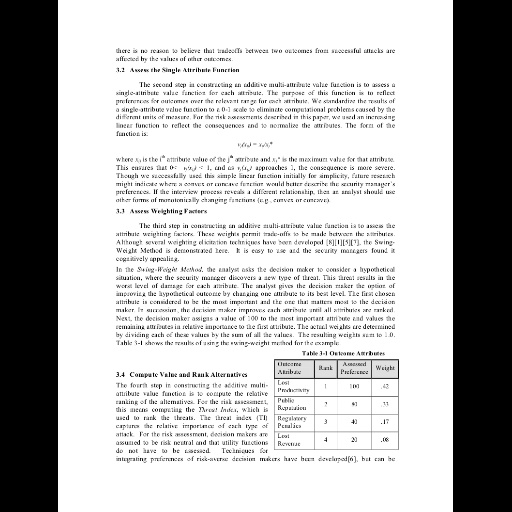 there is no reason to believe that tradeoffs between two outcomes from successful attacks are
affected by the values of other outcomes.
3.2 Assess the Single Attribute Function
The second step in constructing an additive multi-attribute value function is to assess a
single-attribute value function for each attribute. The purpose of this function is to reflect
preferences for outcomes over the relevant range for each attribute. We standardize the results of
a single-attribute value function to a 0-1 scale to eliminate computational problems caused by the
different units of measure. For the risk assessments described in this paper, we used an increasing
linear function to reflect the consequences and to normalize the attributes. The form of the
function is:
vj(xij) = xij/xj*
where xij is the ith attribute value of the jth attribute and xj* is the maximum value for that attribute.
This ensures that 0< vj(xij) < 1, and as vj(xij) approaches 1, the consequence is more severe.
Though we successfully used this simple linear function initially for simplicity, future research
might indicate where a convex or concave function would better describe the security manager's
preferences. If the interview process reveals a different relationship, then an analyst should use
other forms of monotonically changing functions (e.g., convex or concave).
3.3 Assess Weighting Factors
The third step in constructing an additive multi-attribute value function is to assess the
attribute weighting factors. These weights permit trade-offs to be made between the attributes.
Although several weighting elicitation techniques have been developed [8][1][5][7], the Swing-
Weight Method is demonstrated here. It is easy to use and the security managers found it
cognitively appealing.
In the Swing-Weight Method, the analyst asks the decision maker to consider a hypothetical
situation, where the security manager discovers a new type of threat. This threat results in the
worst level of damage for each attribute. The analyst gives the decision maker the option of
improving the hypothetical outcome by changing one attribute to its best level. The first chosen
attribute is considered to be the most important and the one that matters most to the decision
maker. In succession, the decision maker improves each attribute until all attributes are ranked.
Next, the decision maker assigns a value of 100 to the most important attribute and values the
remaining attributes in relative importance to the first attribute. The actual weights are determined
by dividing each of these values by the sum of all the values. The resulting weights sum to 1.0.
Table 3-1 shows the results of using the swing-weight method for the example.
Table 3-1 Outcome Attributes
Outcome Attribute Rank Assessed Preference Weight
Lost Productivity 1 100 .42
Public Reputation 2 80 .33
Regulatory Penalties 3 40 .17
Lost Revenue 4 20 .08
3.4 Compute Value and Rank Alternatives
The fourth step in constructing the additive multi-
attribute value function is to compute the relative
ranking of the alternatives. For the risk assessment,
this means computing the Threat Index, which is
used to rank the threats. The threat index (TI)
captures the relative importance of each type of
attack. For the risk assessment, decision makers are
assumed to be risk neutral and that utility functions
do not have to be assessed. Techniques for
integrating preferences of risk-averse decision makers have been developed[6], but can be